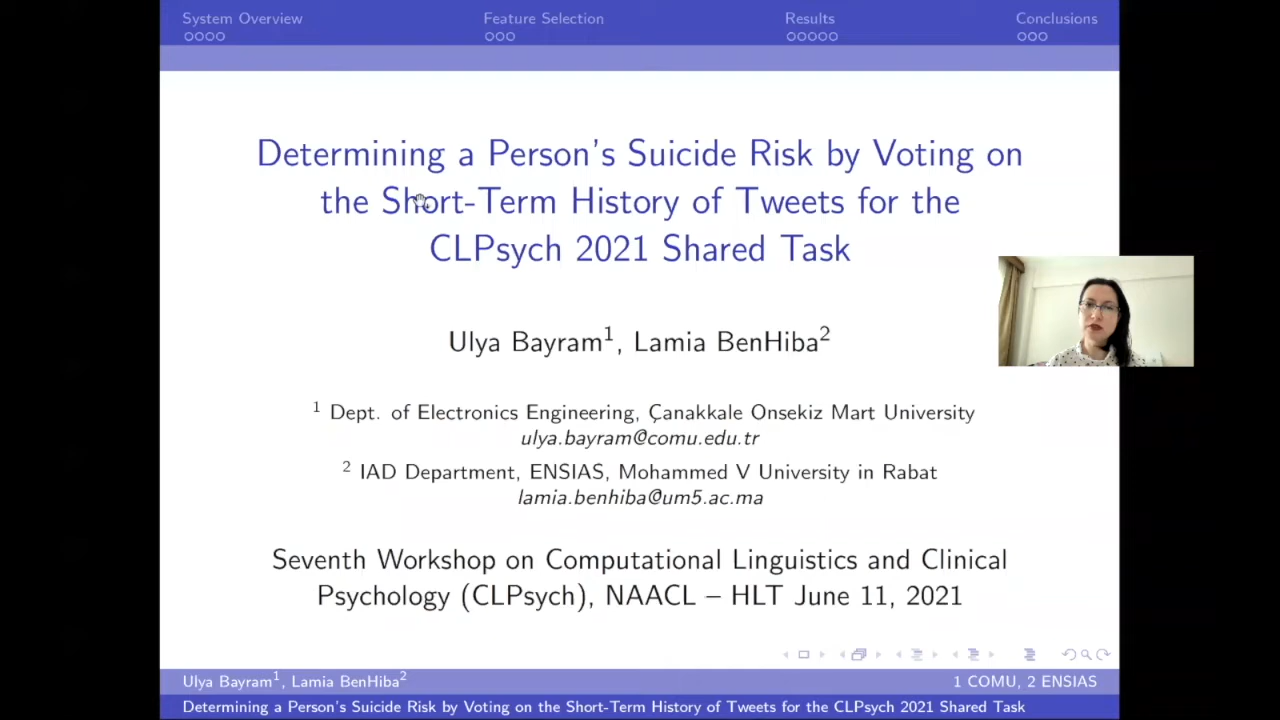 System Overview Feature Selection Results Conclusions
Determining a Person's Suicide Risk by Voting on
the Short-Term History of Tweets for the
CLPsych 2021 Shared Task
Ulya Bayram1, Lamia BenHiba2
1 Dept. of Electronics Engineering, Çanakkale Onsekiz Mart University
ulya.bayram@comu.edu.tr
2 IAD Department, ENSIAS, Mohammed V University in Rabat
lamia.benhiba@um5.ac.ma
Seventh Workshop on Computational Linguistics and Clinical
Psychology (CLPsych), NAACL – HLT June 11, 2021
Ulya Bayram1, Lamia BenHiba2 1 COMU, 2 ENSIAS
Determining a Person's Suicide Risk by Voting on the Short-Term History of Tweets for the CLPsych 2021 Shared Task